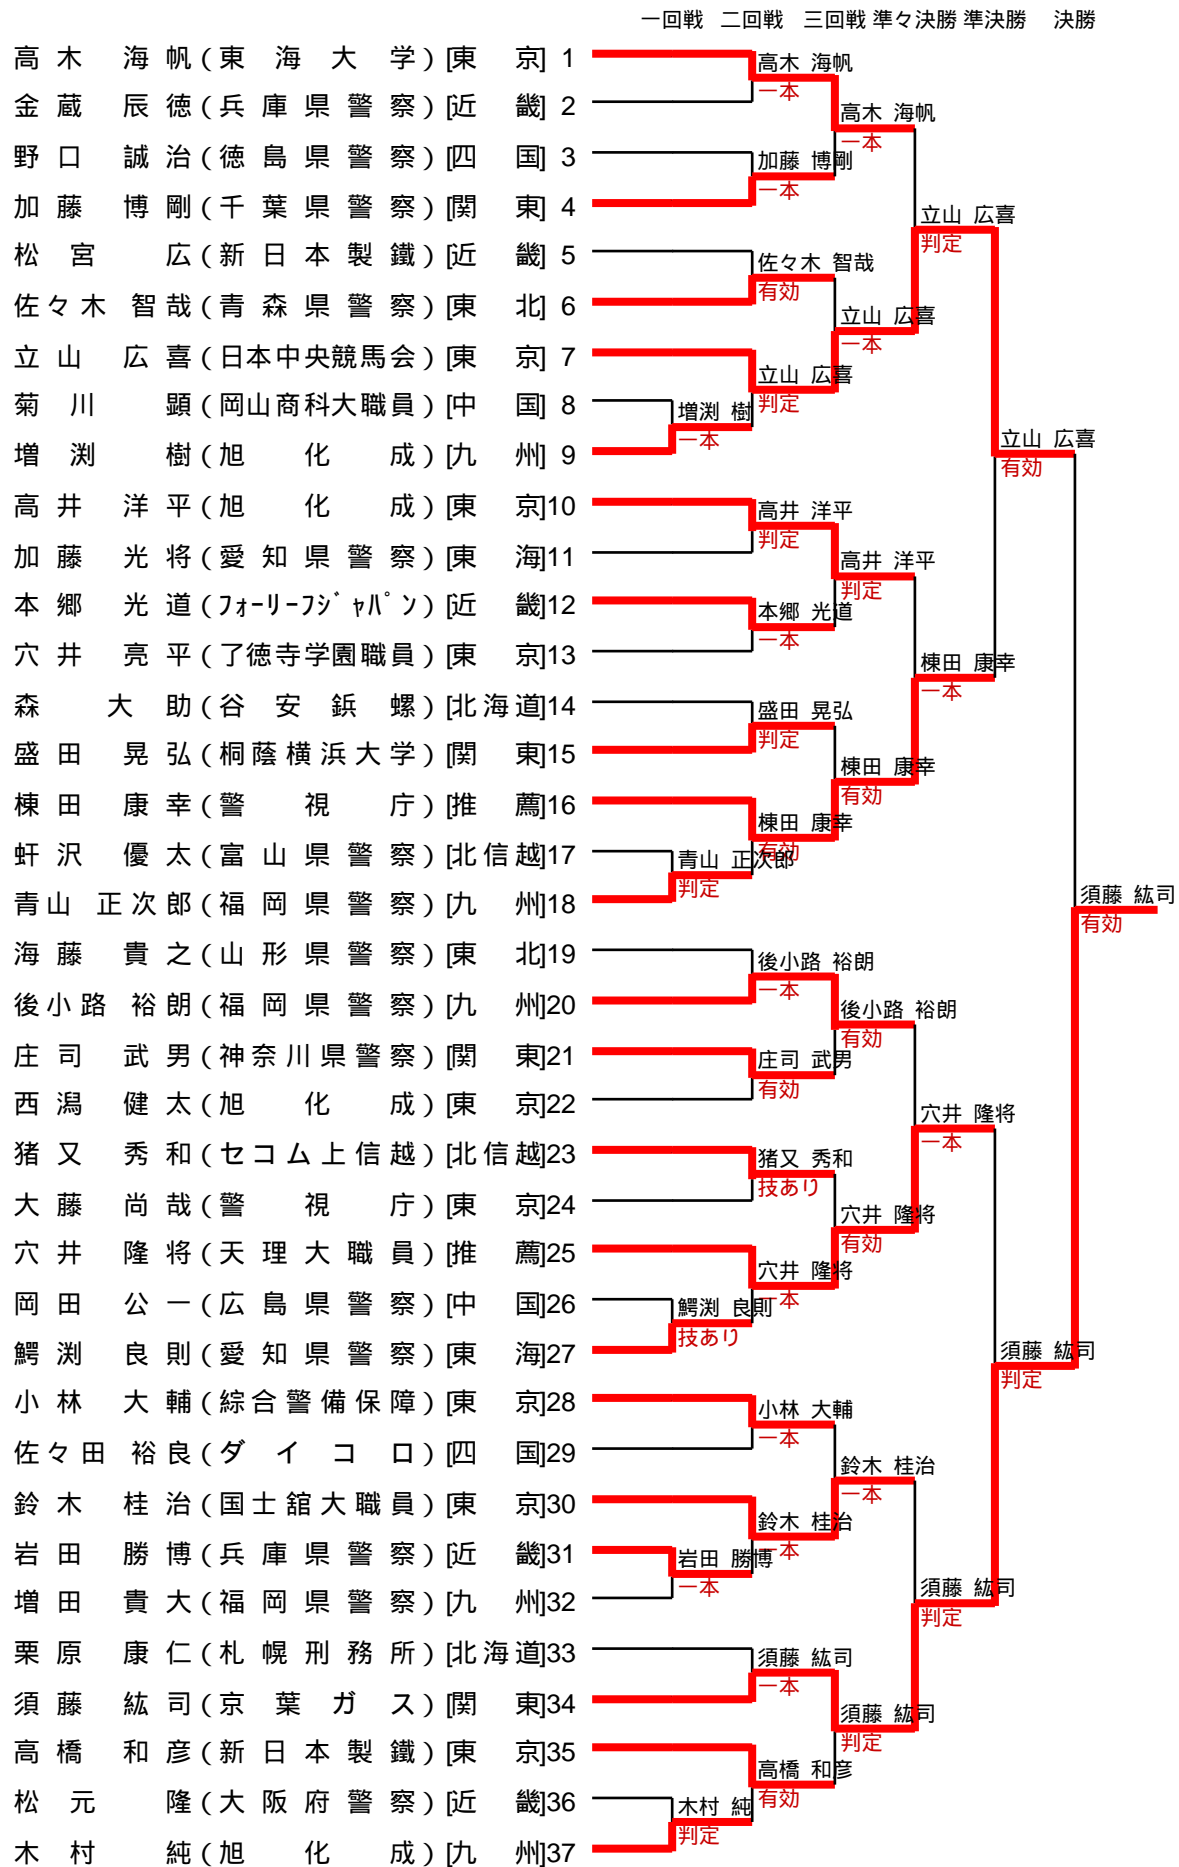 一回戦 二回戦 三回戦 準々決勝 準決勝 決勝
高木 海帆(東海大学)[東京] 1
金蔵 辰徳(兵庫県警察)[近畿] 2
野口 誠治(徳島県警察)[四国] 3
加藤 博剛(千葉県警察)[関東] 4
松宮 広(新日本製鐵)[近畿] 5
佐々木 智哉(青森県警察)[東北] 6
立山 広喜(日本中央競馬会)[東京] 7
菊川 顕(岡山商科大職員)[中国] 8
増渕 樹(旭化成)[九州] 9
高井 洋平(旭化成)[東京]10
加藤 光将(愛知県警察)[東海]11
本郷 光道(フォーリーフジャパン)[近畿]12
穴井 亮平(了徳寺学園職員)[東京]13
森 大助(谷安鋲螺)[北海道]14
盛田 晃弘(桐蔭横浜大学)[関東]15
棟田 康幸(警視庁)[推薦]16
蚶沢 優太(富山県警察)[北信越]17
青山 正次郎(福岡県警察)[九州]18
海藤 貴之(山形県警察)[東北]19
後小路 裕朗(福岡県警察)[九州]20
庄司 武男(神奈川県警察)[関東]21
西潟 健太(旭化成)[東京]22
猪又 秀和(セコム上信越)[北信越]23
大藤 尚哉(警視庁)[東京]24
穴井 隆将(天理大職員)[推薦]25
岡田 公一(広島県警察)[中国]26
鰐渕 良則(愛知県警察)[東海]27
小林 大輔(綜合警備保障)[東京]28
佐々田 裕良(ダイコロ)[四国]29
鈴木 桂治(国士舘大職員)[東京]30
岩田 勝博(兵庫県警察)[近畿]31
増田 貴大(福岡県警察)[九州]32
栗原 康仁(札幌刑務所)[北海道]33
須藤 紘司(京葉ガス)[関東]34
高橋 和彦(新日本製鐵)[東京]35
松元 隆(大阪府警察)[近畿]36
木村 純(旭化成)[九州]37
増渕 樹
一本
青山 正次郎
判定
鰐渕 良則
技あり
岩田 勝博
一本
木村 純
判定
高木 海帆
一本
加藤 博剛
一本
佐々木 智哉
有効
立山 広喜
判定
高井 洋平
判定
本郷 光道
一本
盛田 晃弘
判定
棟田 康幸
有効
後小路 裕朗
一本
庄司 武男
有効
猪又 秀和
技あり
穴井 隆将
一本
小林 大輔
一本
鈴木 桂治
一本
須藤 紘司
一本
高橋 和彦
有効
高木 海帆
一本
立山 広喜
一本
高井 洋平
判定
棟田 康幸
有効
後小路 裕朗
有効
穴井 隆将
有効
鈴木 桂治
一本
須藤 紘司
判定
立山 広喜
判定
棟田 康幸
一本
穴井 隆将
一本
須藤 紘司
判定
立山 広喜
有効
須藤 紘司
判定
須藤 紘司
有効